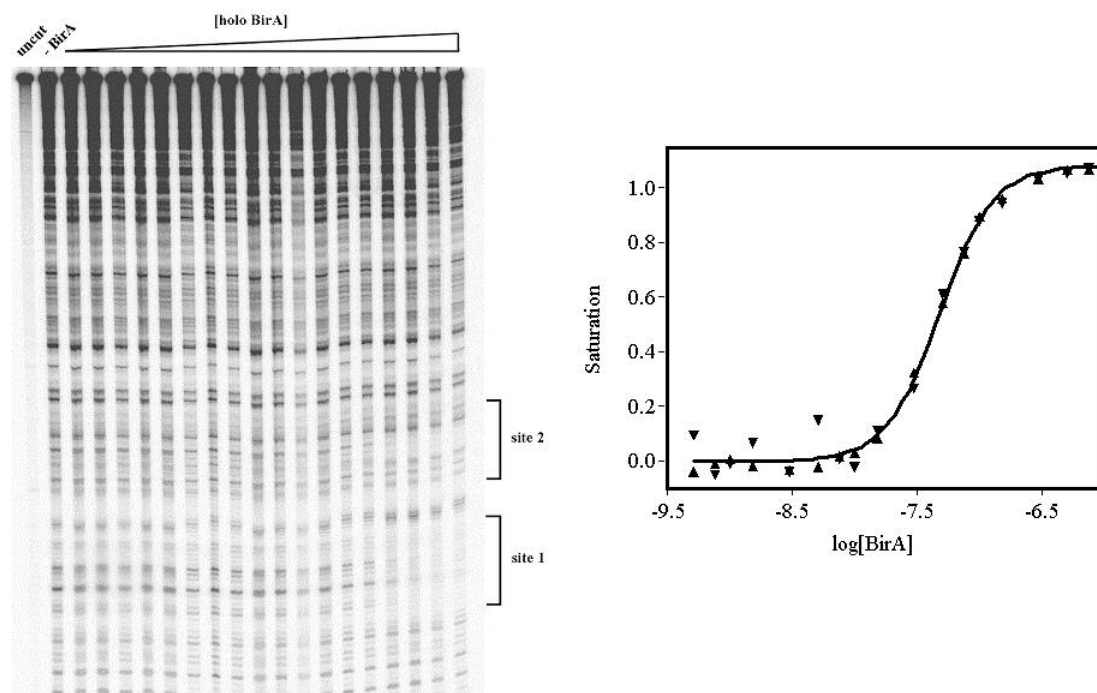 [holo BirA]
uncut
- BirA
site 2
site 1
Saturation
1.0
0.8
0.6
0.4
0.2
0.0
-9.5 -8.5 -7.5 -6.5
log[BirA]